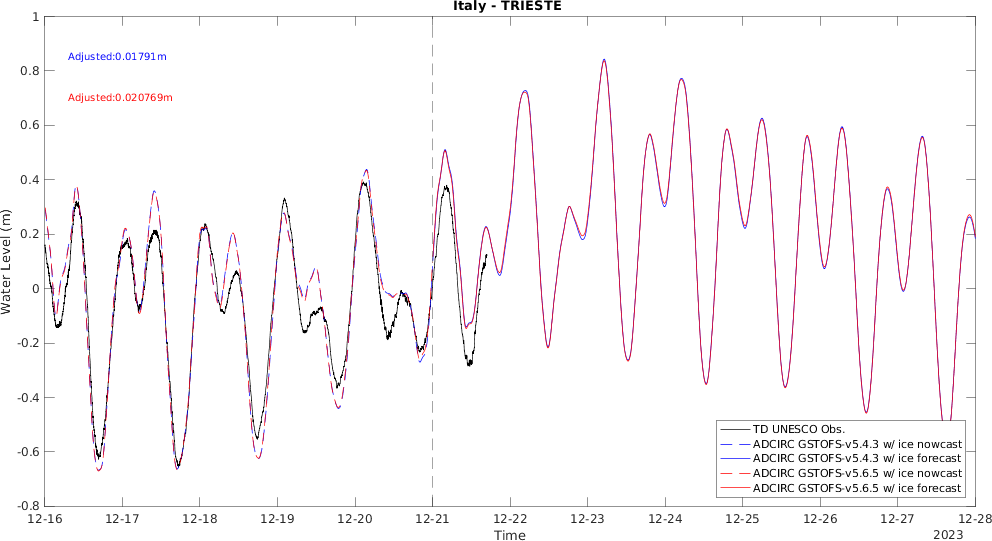 Italy - TRIESTE
Adjusted:0.01791m
Adjusted:0.020769m
Water Level (m)
1
0.8
0.6
0.4
0.2
0
-0.2
-0.4
-0.6
-0.8
TD UNESCO Obs.
ADCIRC GSTOFS-v5.4.3 w/ ice nowcast
ADCIRC GSTOFS-v5.4.3 w/ ice forecast
ADCIRC GSTOFS-v5.6.5 w/ ice nowcast
ADCIRC GSTOFS-v5.6.5 w/ ice forecast
12-16 12-17 12-18 12-19 12-20 12-21 12-22 12-23 12-24 12-25 12-26 12-27 12-28
Time
2023